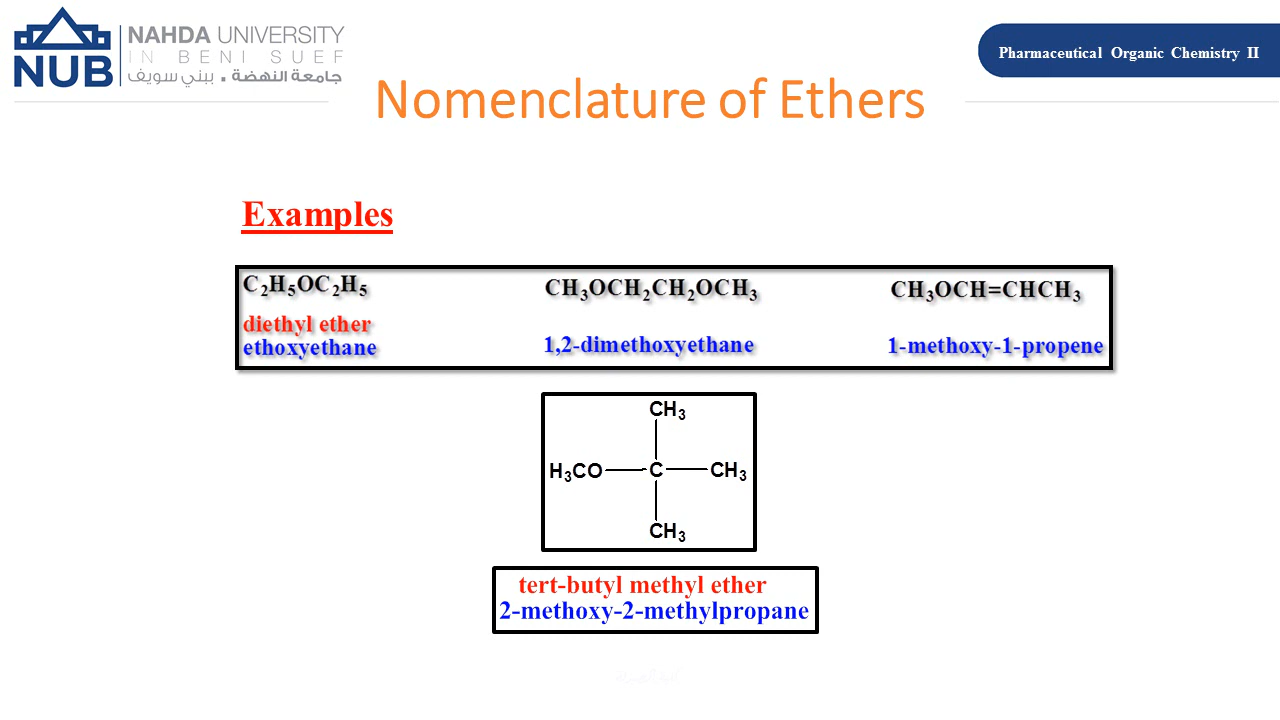 NAHDA UNIVERSITY
IN BENI SUEF
جامعة النهضة . ببني سويف
NUB
Pharmaceutical Organic Chemistry II
Nomenclature of Ethers
Examples
C₂H₅OC₂H₅
CH₃OCH₂CH₂OCH₃
CH₃OCH=CHCH₃
diethyl ether
ethoxyethane
1,2-dimethoxyethane
1-methoxy-1-propene
CH₃
H₃CO C CH₃
CH₃
tert-butyl methyl ether
2-methoxy-2-methylpropane